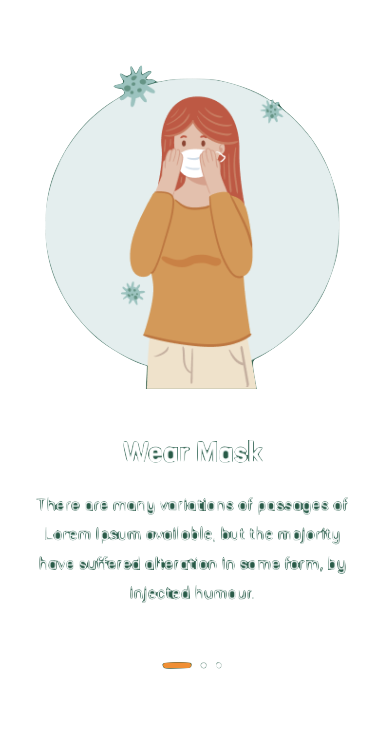 Wear Mask
There are many variations of passages of
Lorem Ipsum available, but the majority
have suffered alteration in some form, by
injected humour.